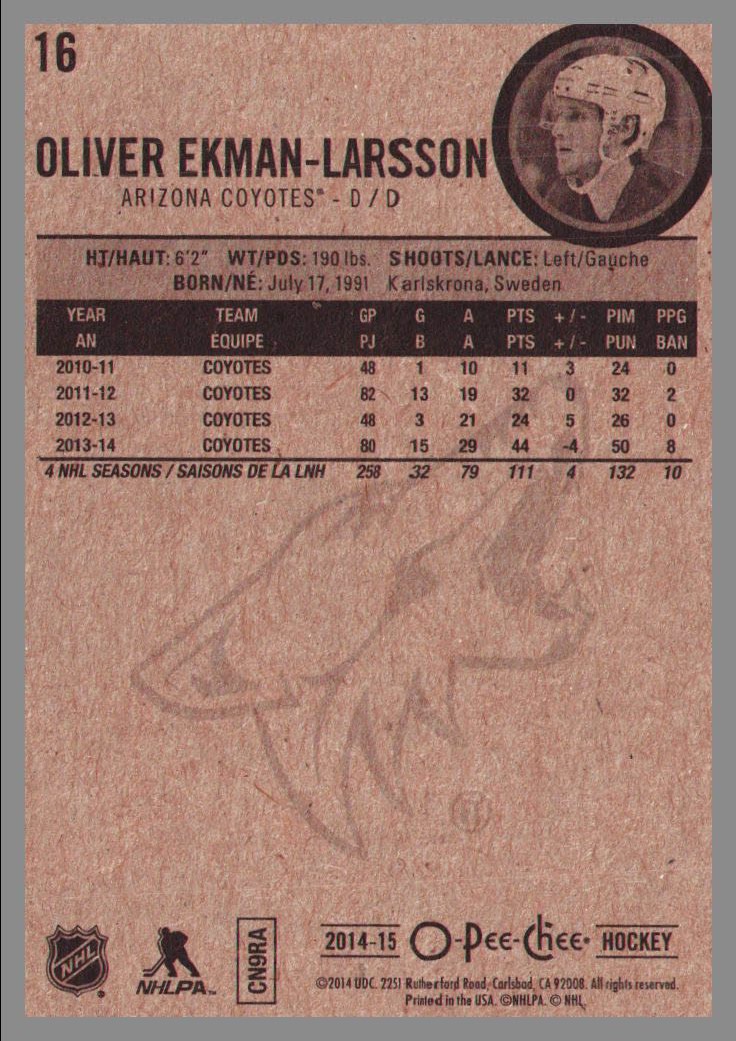 16
OLIVER EKMAN-LARSSON
ARIZONA COYOTES® - D / D
HT/HAUT: 6'2" WT/PDS: 190 lbs. SHOOTS/LANCE: Left/Gauche
BORN/NÉ: July 17, 1991 Karlskrona, Sweden
YEAR TEAM GP G A PTS + / - PIM PPG
AN ÉQUIPE PJ B A PTS + / - PUN BAN
2010-11 COYOTES 48 1 10 11 3 24 0
2011-12 COYOTES 82 13 19 32 0 32 2
2012-13 COYOTES 48 3 21 24 5 26 0
2013-14 COYOTES 80 15 29 44 -4 50 8
4 NHL SEASONS / SAISONS DE LA LNH 258 32 79 111 4 132 10
NHL
NHLPA™
CN9RA
2014-15 O-Pee-Chee® HOCKEY
©2014 UDC. 2251 Rutherford Road, Carlsbad, CA 92008. All rights reserved.
Printed in the USA. ©NHLPA. © NHL.